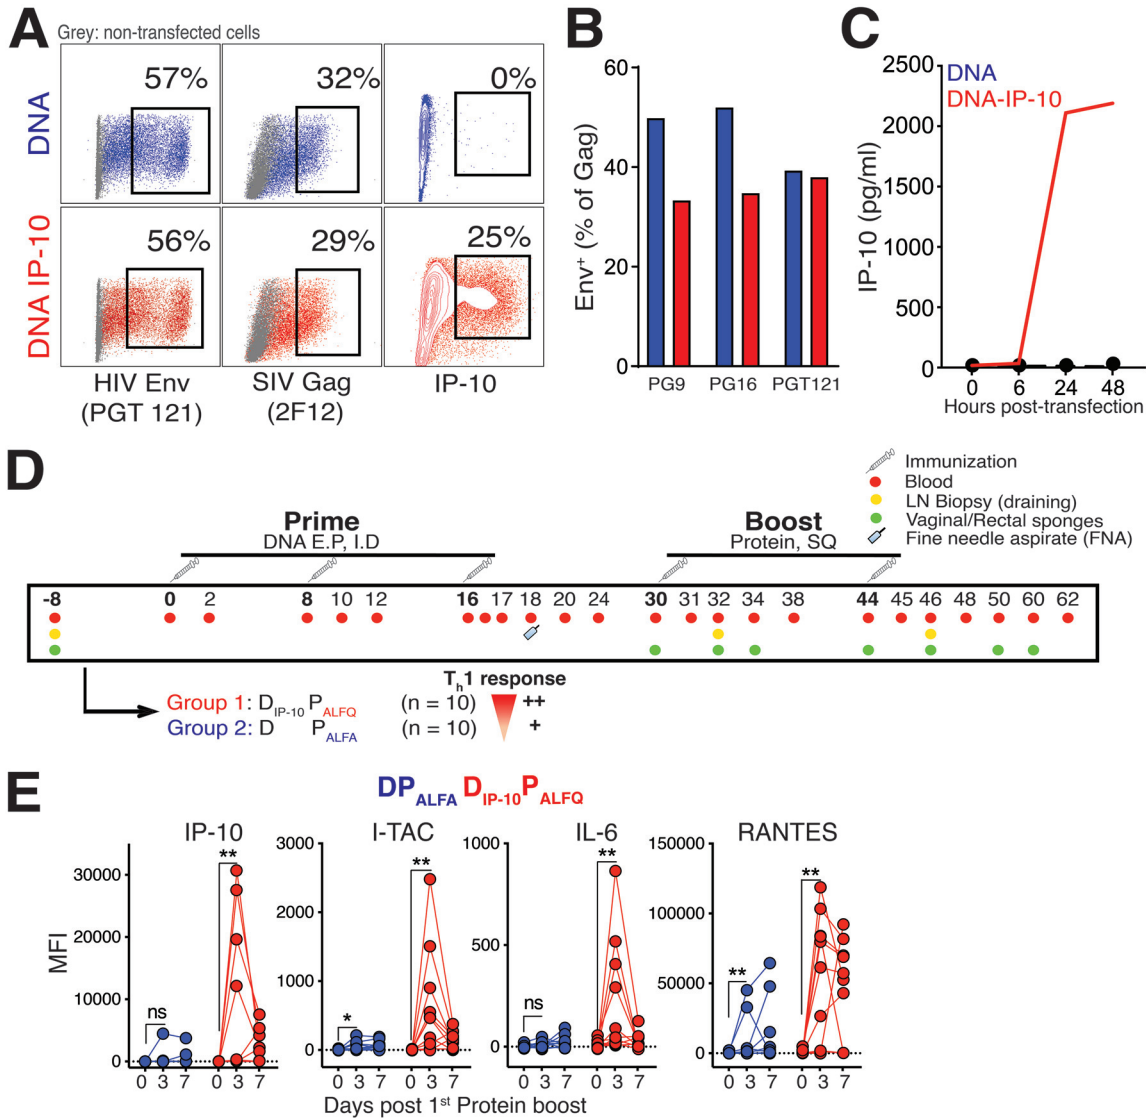 A
Grey: non-transfected cells
DNA
57%
32%
0%
DNA IP-10
56%
29%
25%
HIV Env
(PGT 121)
SIV Gag
(2F12)
IP-10
B
Env⁺ (% of Gag)
60
40
20
0
PG9 PG16 PGT121
C
IP-10 (pg/ml)
DNA
DNA-IP-10
2500
2000
1500
1000
500
0
0 6 24 48
Hours post-transfection
D
Immunization
Blood
LN Biopsy (draining)
Vaginal/Rectal sponges
Fine needle aspirate (FNA)
Prime
DNA E.P, I.D
Boost
Protein, SQ
-8 0 2 8 10 12 16 17 18 20 24 30 31 32 34 38 44 45 46 48 50 60 62
Th1 response
Group 1: DIP-10 PALFQ (n = 10) ++
Group 2: D PALFA (n = 10) +
E
DPALFA DIP-10PALFQ
MFI
IP-10
30000
20000
10000
0
ns
**
0 3 7 0 3 7
I-TAC
3000
2000
1000
0
*
**
0 3 7 0 3 7
IL-6
1000
500
0
ns
**
0 3 7 0 3 7
RANTES
150000
100000
50000
0
**
**
0 3 7 0 3 7
Days post 1st Protein boost